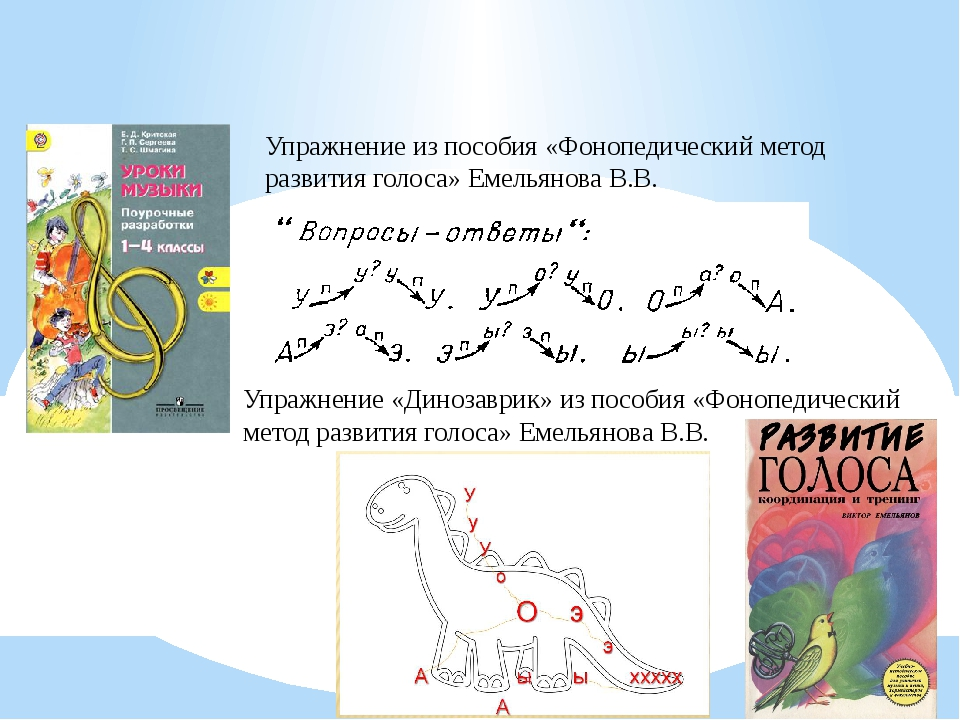 Е. Д. Критская
Г. П. Сергеева
Т. С. Шмагина
УРОКИ
МУЗЫКИ
Поурочные
разработки
1–4 КЛАССЫ
ПРОСВЕЩЕНИЕ
ИЗДАТЕЛЬСТВО
Упражнение из пособия «Фонопедический метод
развития голоса» Емельянова В.В.
“ Вопросы – ответы “:
У п у? у п У. У п о? у п О. О п а? о п А.
А п э? а п Э. Э п ы? э п Ы. Ы ы? ы Ы.
Упражнение «Динозаврик» из пособия «Фонопедический
метод развития голоса» Емельянова В.В.
У
у
У
о
О э
э
А ы ы ххххх
А
РАЗВИТИЕ
ГОЛОСА
координация и тренинг
ВИКТОР ЕМЕЛЬЯНОВ